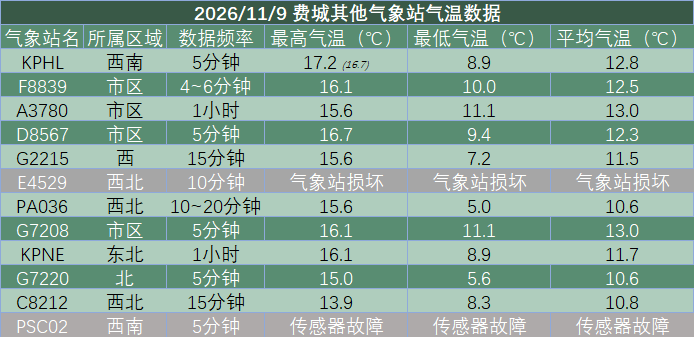 2026/11/9 费城其他气象站气温数据
气象站名 所属区域 数据频率 最高气温（℃） 最低气温（℃） 平均气温（℃）
KPHL 西南 5分钟 17.2 (16.7) 8.9 12.8
F8839 市区 4~6分钟 16.1 10.0 12.5
A3780 市区 1小时 15.6 11.1 13.0
D8567 市区 5分钟 16.7 9.4 12.3
G2215 西 15分钟 15.6 7.2 11.5
E4529 西北 10分钟 气象站损坏 气象站损坏 气象站损坏
PA036 西北 10~20分钟 15.6 5.0 10.6
G7208 市区 5分钟 16.1 11.1 13.0
KPNE 东北 1小时 16.1 8.9 11.7
G7220 北 5分钟 15.0 5.6 10.6
C8212 西北 15分钟 13.9 8.3 10.8
PSC02 西南 5分钟 传感器故障 传感器故障 传感器故障